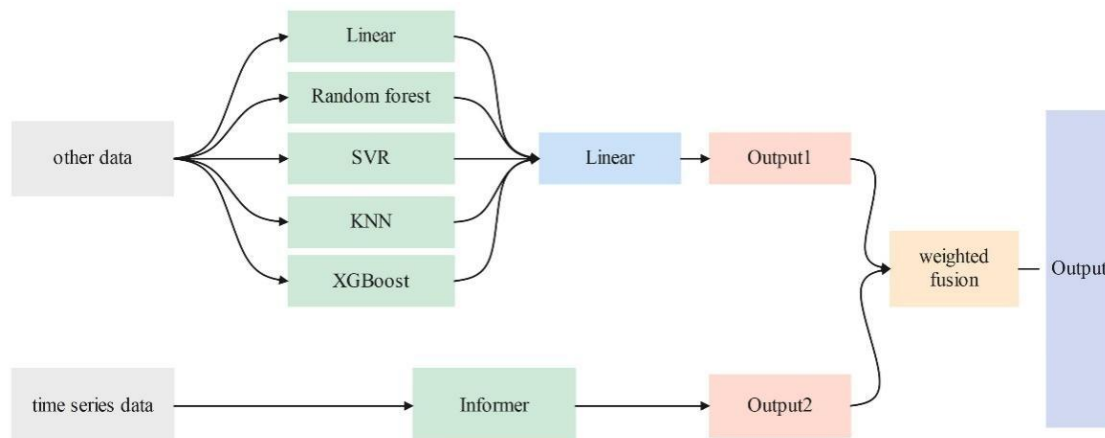 Linear
Random forest
other data
SVR
Linear
Output1
KNN
XGBoost
weighted
fusion
Output
time series data
Informer
Output2